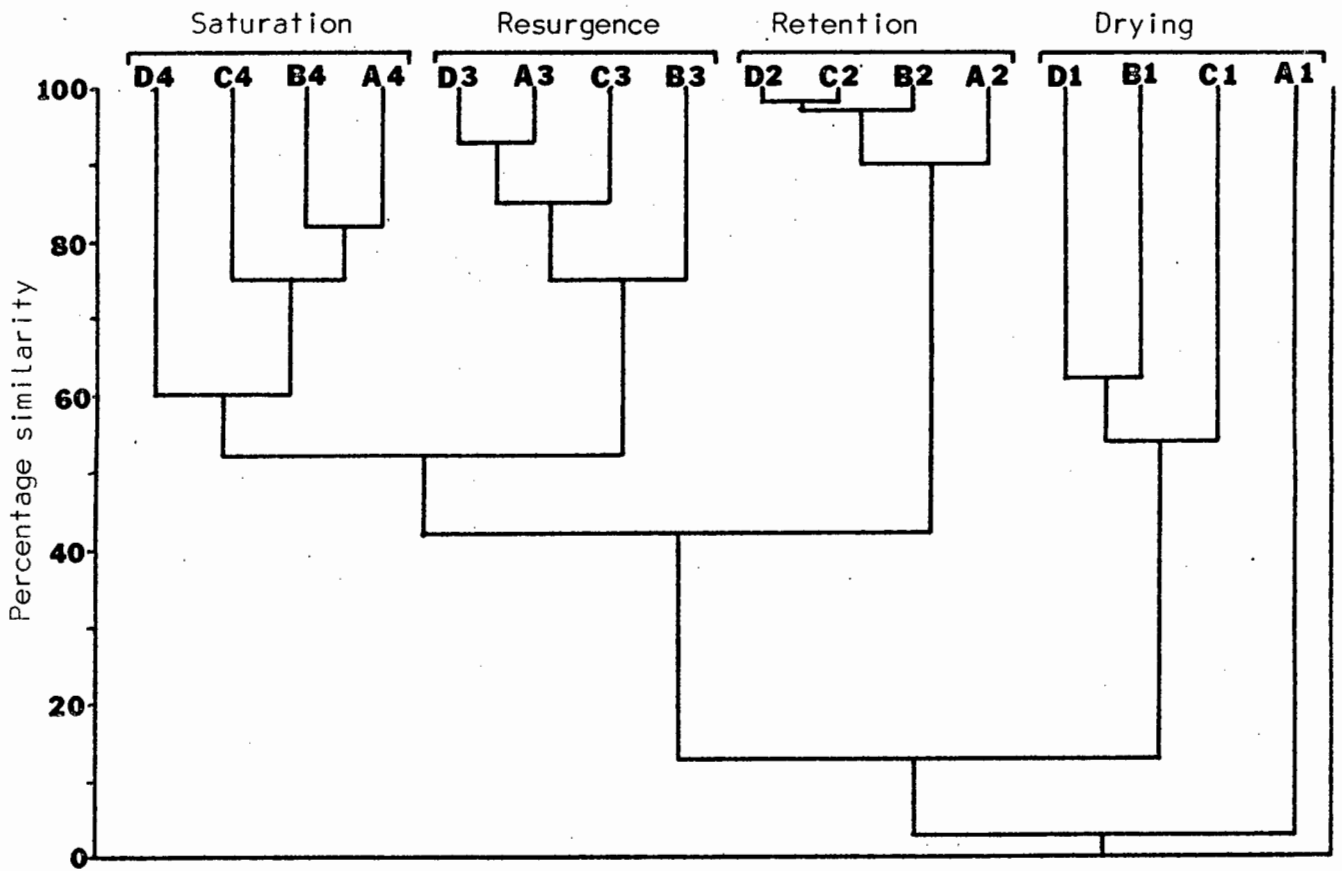 Saturation Resurgence Retention Drying
D4 C4 B4 A4 D3 A3 C3 B3 D2 C2 B2 A2 D1 B1 C1 A1
100
80
60
40
20
0
Percentage similarity